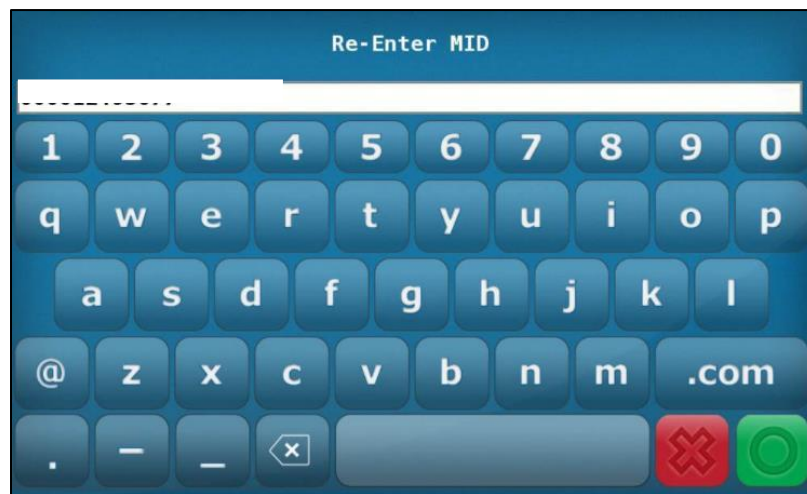 Re-Enter MID
1 2 3 4 5 6 7 8 9 0
q w e r t y u i o p
a s d f g h j k l
@ z x c v b n m .com
. – _